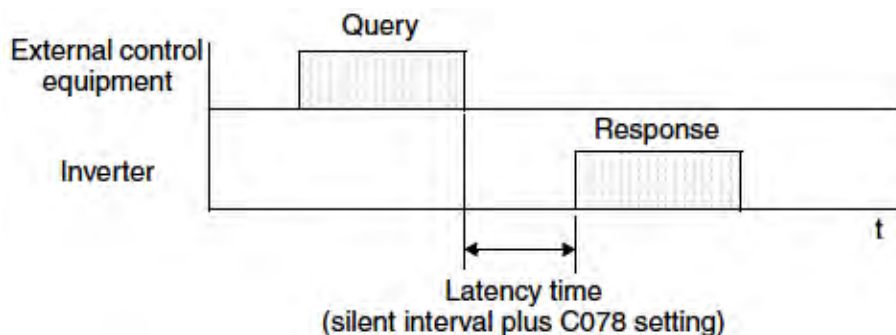 Query
External control
equipment
Response
Inverter
t
Latency time
(silent interval plus C078 setting)